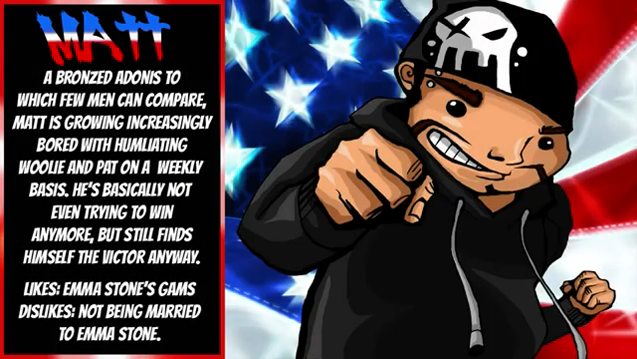 MATT
A BRONZED ADONIS TO
WHICH FEW MEN CAN COMPARE,
MATT IS GROWING INCREASINGLY
BORED WITH HUMLIATING
WOOLIE AND PAT ON A WEEKLY
BASIS. HE'S BASICALLY NOT
EVEN TRYING TO WIN
ANYMORE, BUT STILL FINDS
HIMSELF THE VICTOR ANYWAY.
LIKES: EMMA STONE'S GAMS
DISLIKES: NOT BEING MARRIED
TO EMMA STONE.